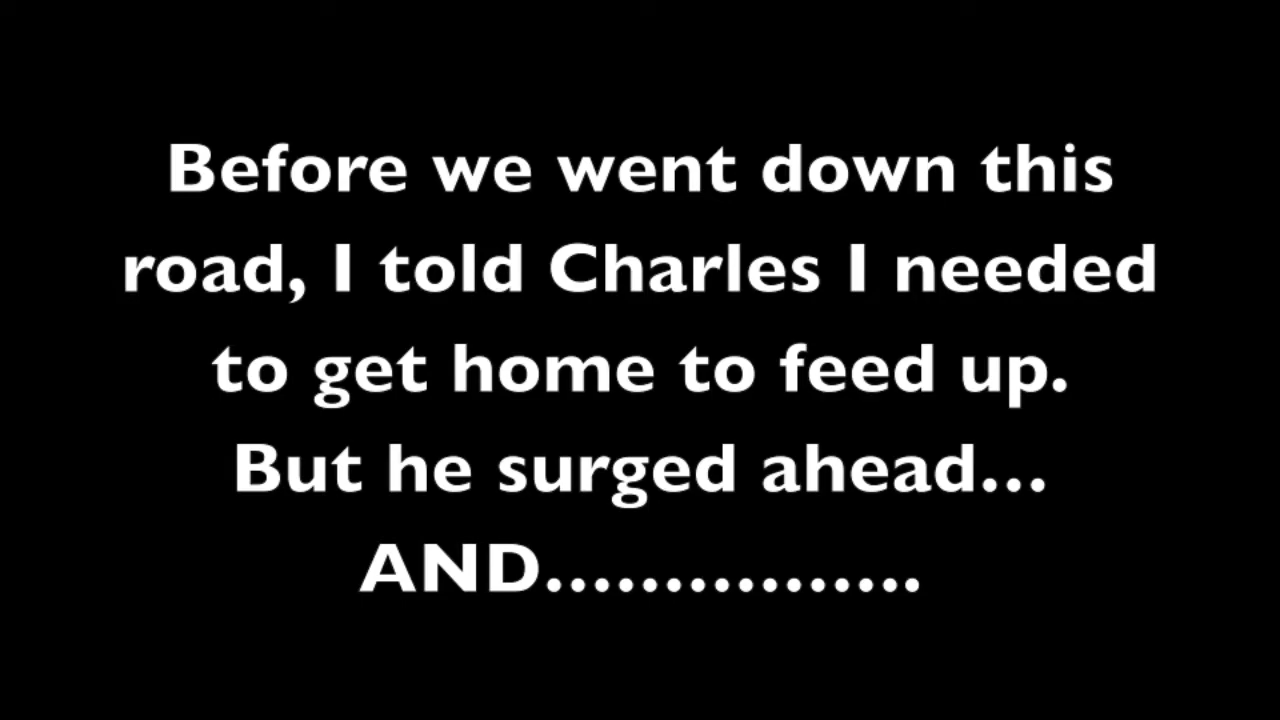 Before we went down this
road, I told Charles I needed
to get home to feed up.
But he surged ahead...
AND................